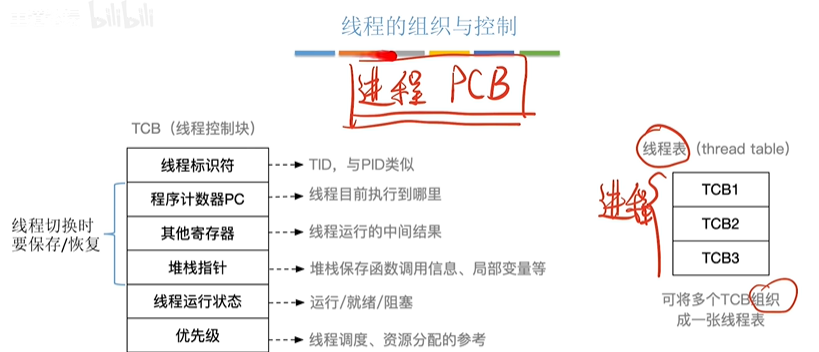 bilibili
线程的组织与控制
进程 PCB
TCB（线程控制块）
线程标识符
TID，与PID类似
程序计数器PC
线程目前执行到哪里
其他寄存器
线程运行的中间结果
堆栈指针
堆栈保存函数调用信息、局部变量等
线程运行状态
运行/就绪/阻塞
优先级
线程调度、资源分配的参考
线程切换时
要保存/恢复
线程表（thread table）
进程
TCB1
TCB2
TCB3
可将多个TCB组织
成一张线程表